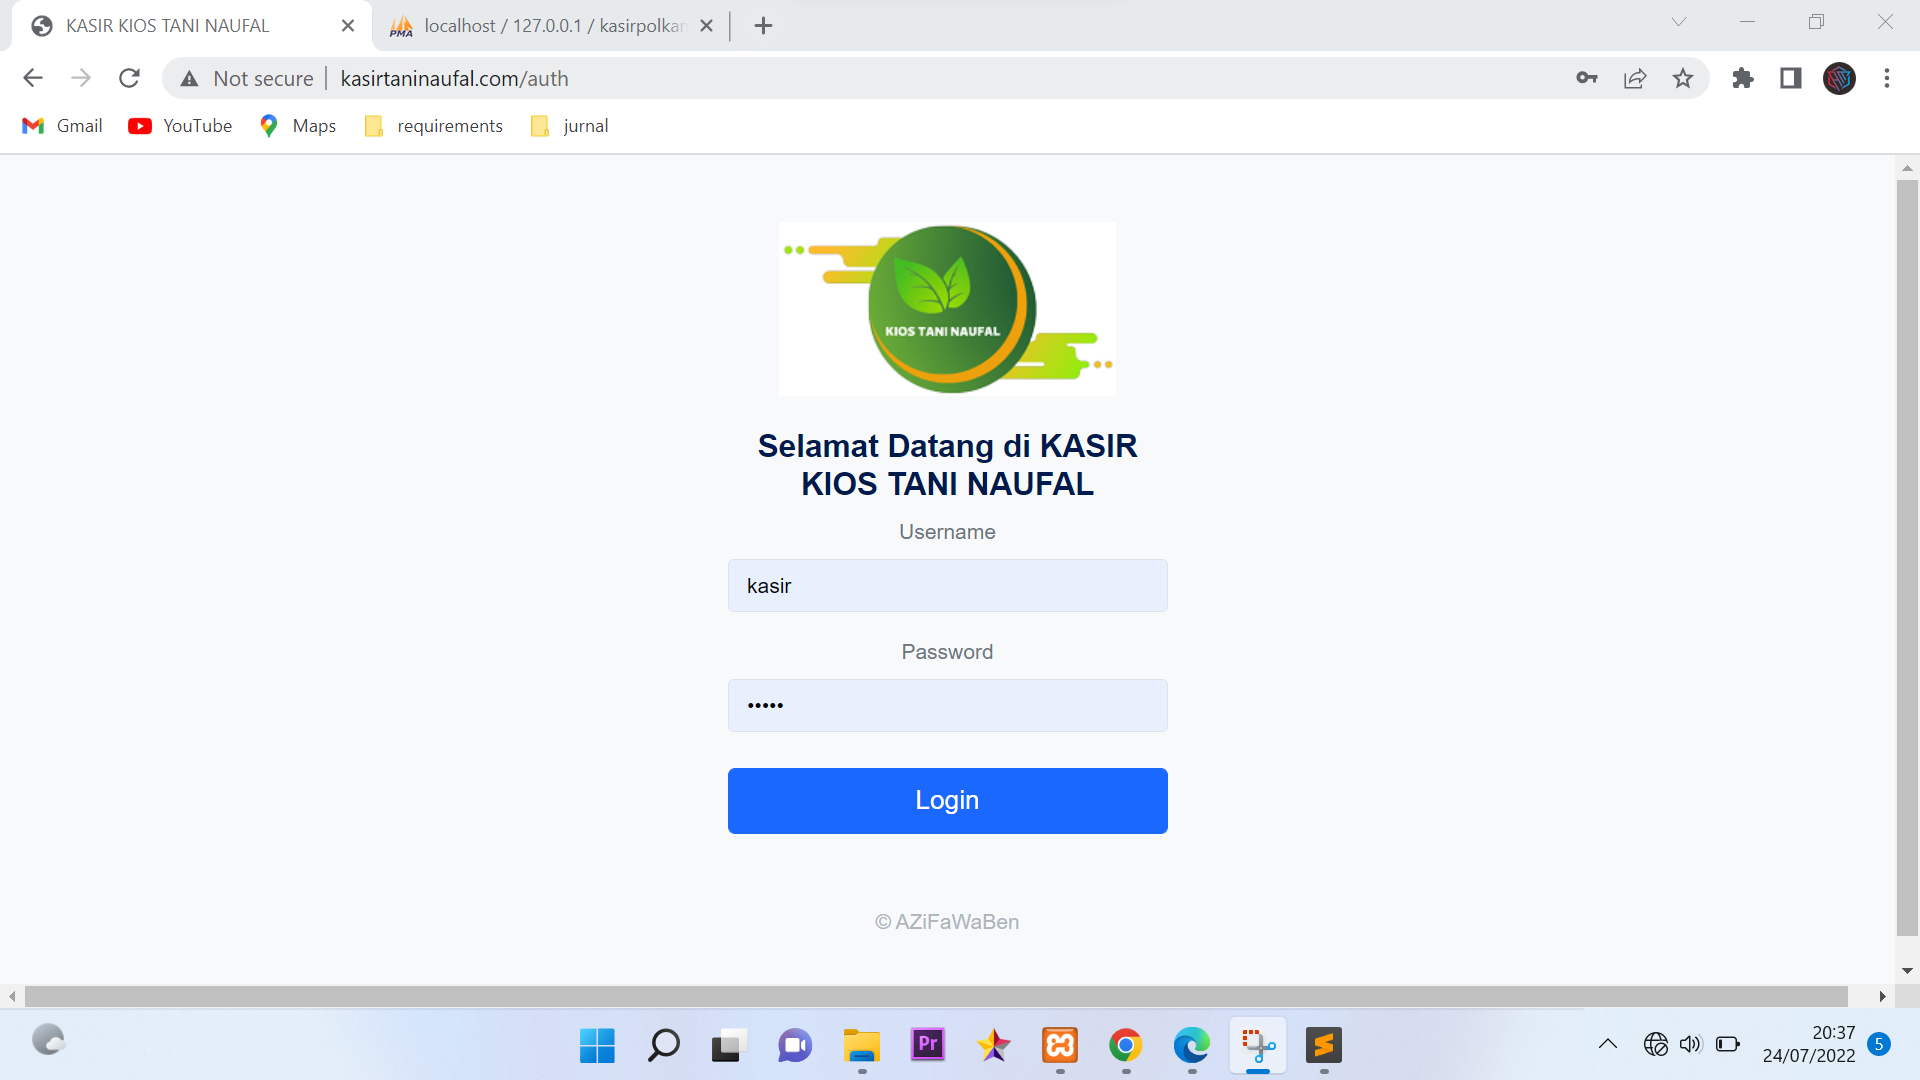 KASIR KIOS TANI NAUFAL
localhost / 127.0.0.1 / kasirpolkan
Not secure
kasirtaninaufal.com/auth
Gmail
YouTube
Maps
requirements
jurnal
KIOS TANI NAUFAL
Selamat Datang di KASIR
KIOS TANI NAUFAL
Username
kasir
Password
•••••
Login
© AZiFaWaBen
20:37
24/07/2022
5